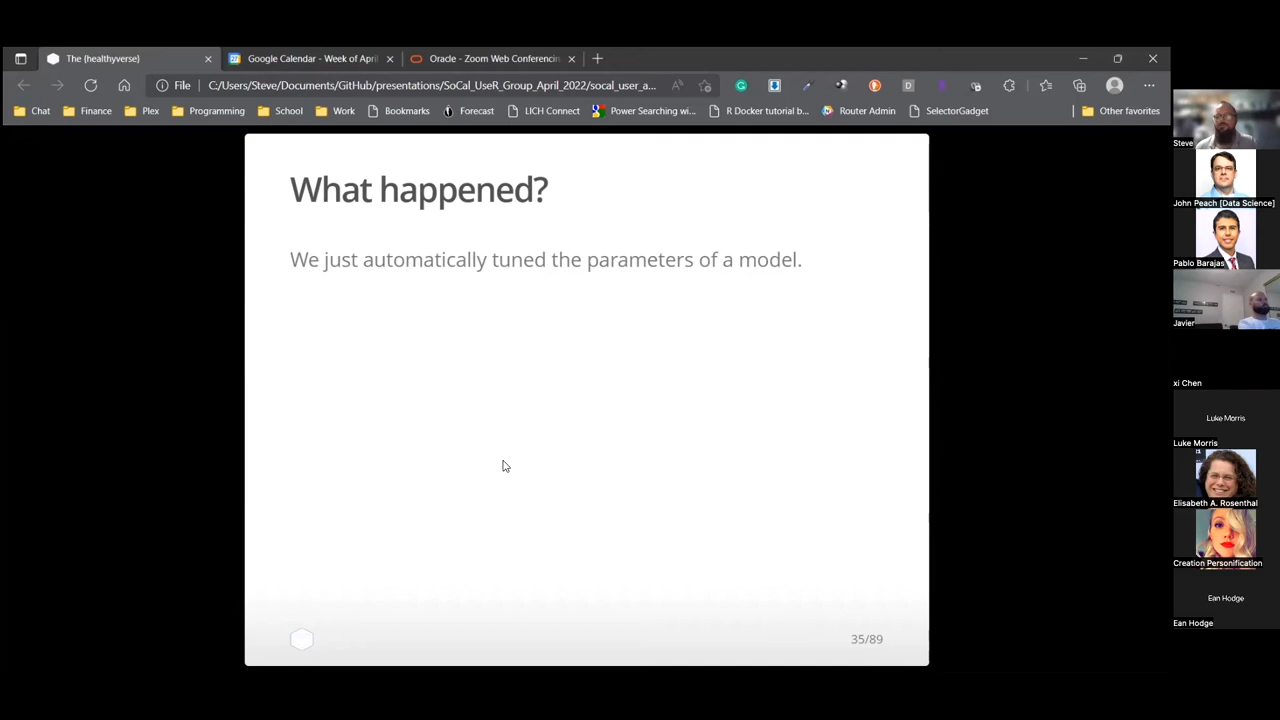 The {healthyverse}
Google Calendar - Week of April
Oracle - Zoom Web Conferencin
File
C:/Users/Steve/Documents/GitHub/presentations/SoCal_UseR_Group_April_2022/socal_user_a...
Chat
Finance
Plex
Programming
School
Work
Bookmarks
Forecast
LICH Connect
Power Searching wi...
R Docker tutorial b...
Router Admin
SelectorGadget
Other favorites
What happened?
We just automatically tuned the parameters of a model.
35/89
Steve
John Peach [Data Science]
Pablo Barajas
Javier
xi Chen
Luke Morris
Luke Morris
Elisabeth A. Rosenthal
Creation Personification
Ean Hodge
Ean Hodge